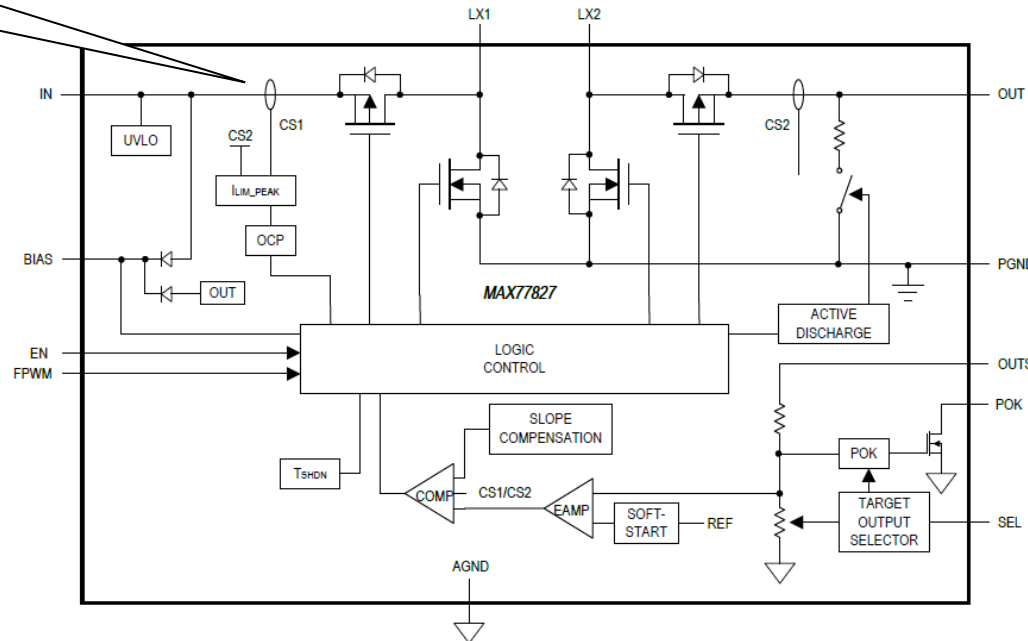 LX1
LX2
IN
OUT
UVLO
CS2
CS1
CS2
ILIM_PEAK
OCP
BIAS
OUT
PGND
MAX77827
ACTIVE
DISCHARGE
LOGIC
CONTROL
EN
FPWM
OUTS
POK
SLOPE
COMPENSATION
TSHDN
COMP
CS1/CS2
EAMP
SOFT-
START
REF
POK
TARGET
OUTPUT
SELECTOR
SEL
AGND